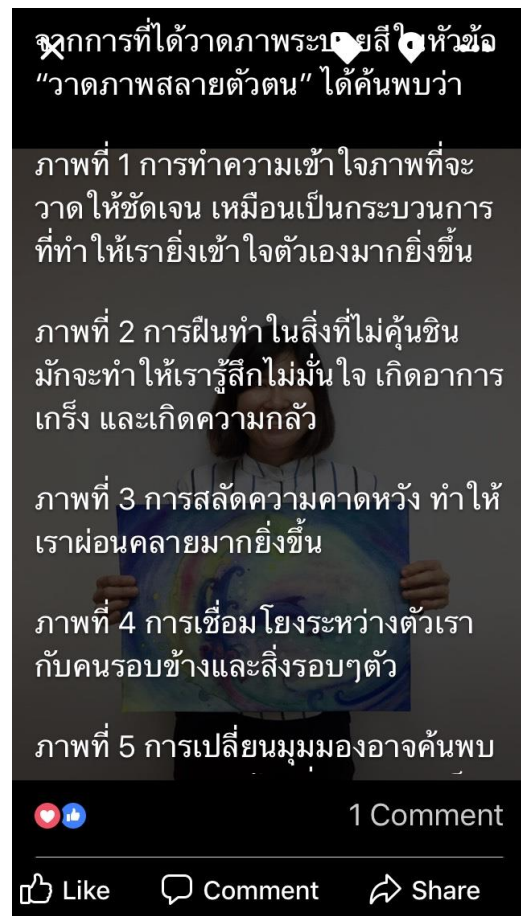 จากการที่ได้วาดภาพระบายสีในหัวข้อ
“วาดภาพสลายตัวตน” ได้ค้นพบว่า
ภาพที่ 1 การทำความเข้าใจภาพที่จะ
วาดให้ชัดเจน เหมือนเป็นกระบวนการ
ที่ทำให้เรายิ่งเข้าใจตัวเองมากยิ่งขึ้น
ภาพที่ 2 การฝืนทำในสิ่งที่ไม่คุ้นชิน
มักจะทำให้เรารู้สึกไม่มั่นใจ เกิดอาการ
เกร็ง และเกิดความกลัว
ภาพที่ 3 การสลัดความคาดหวัง ทำให้
เราผ่อนคลายมากยิ่งขึ้น
ภาพที่ 4 การเชื่อมโยงระหว่างตัวเรา
กับคนรอบข้างและสิ่งรอบๆตัว
ภาพที่ 5 การเปลี่ยนมุมมองอาจค้นพบ
1 Comment
Like Comment Share